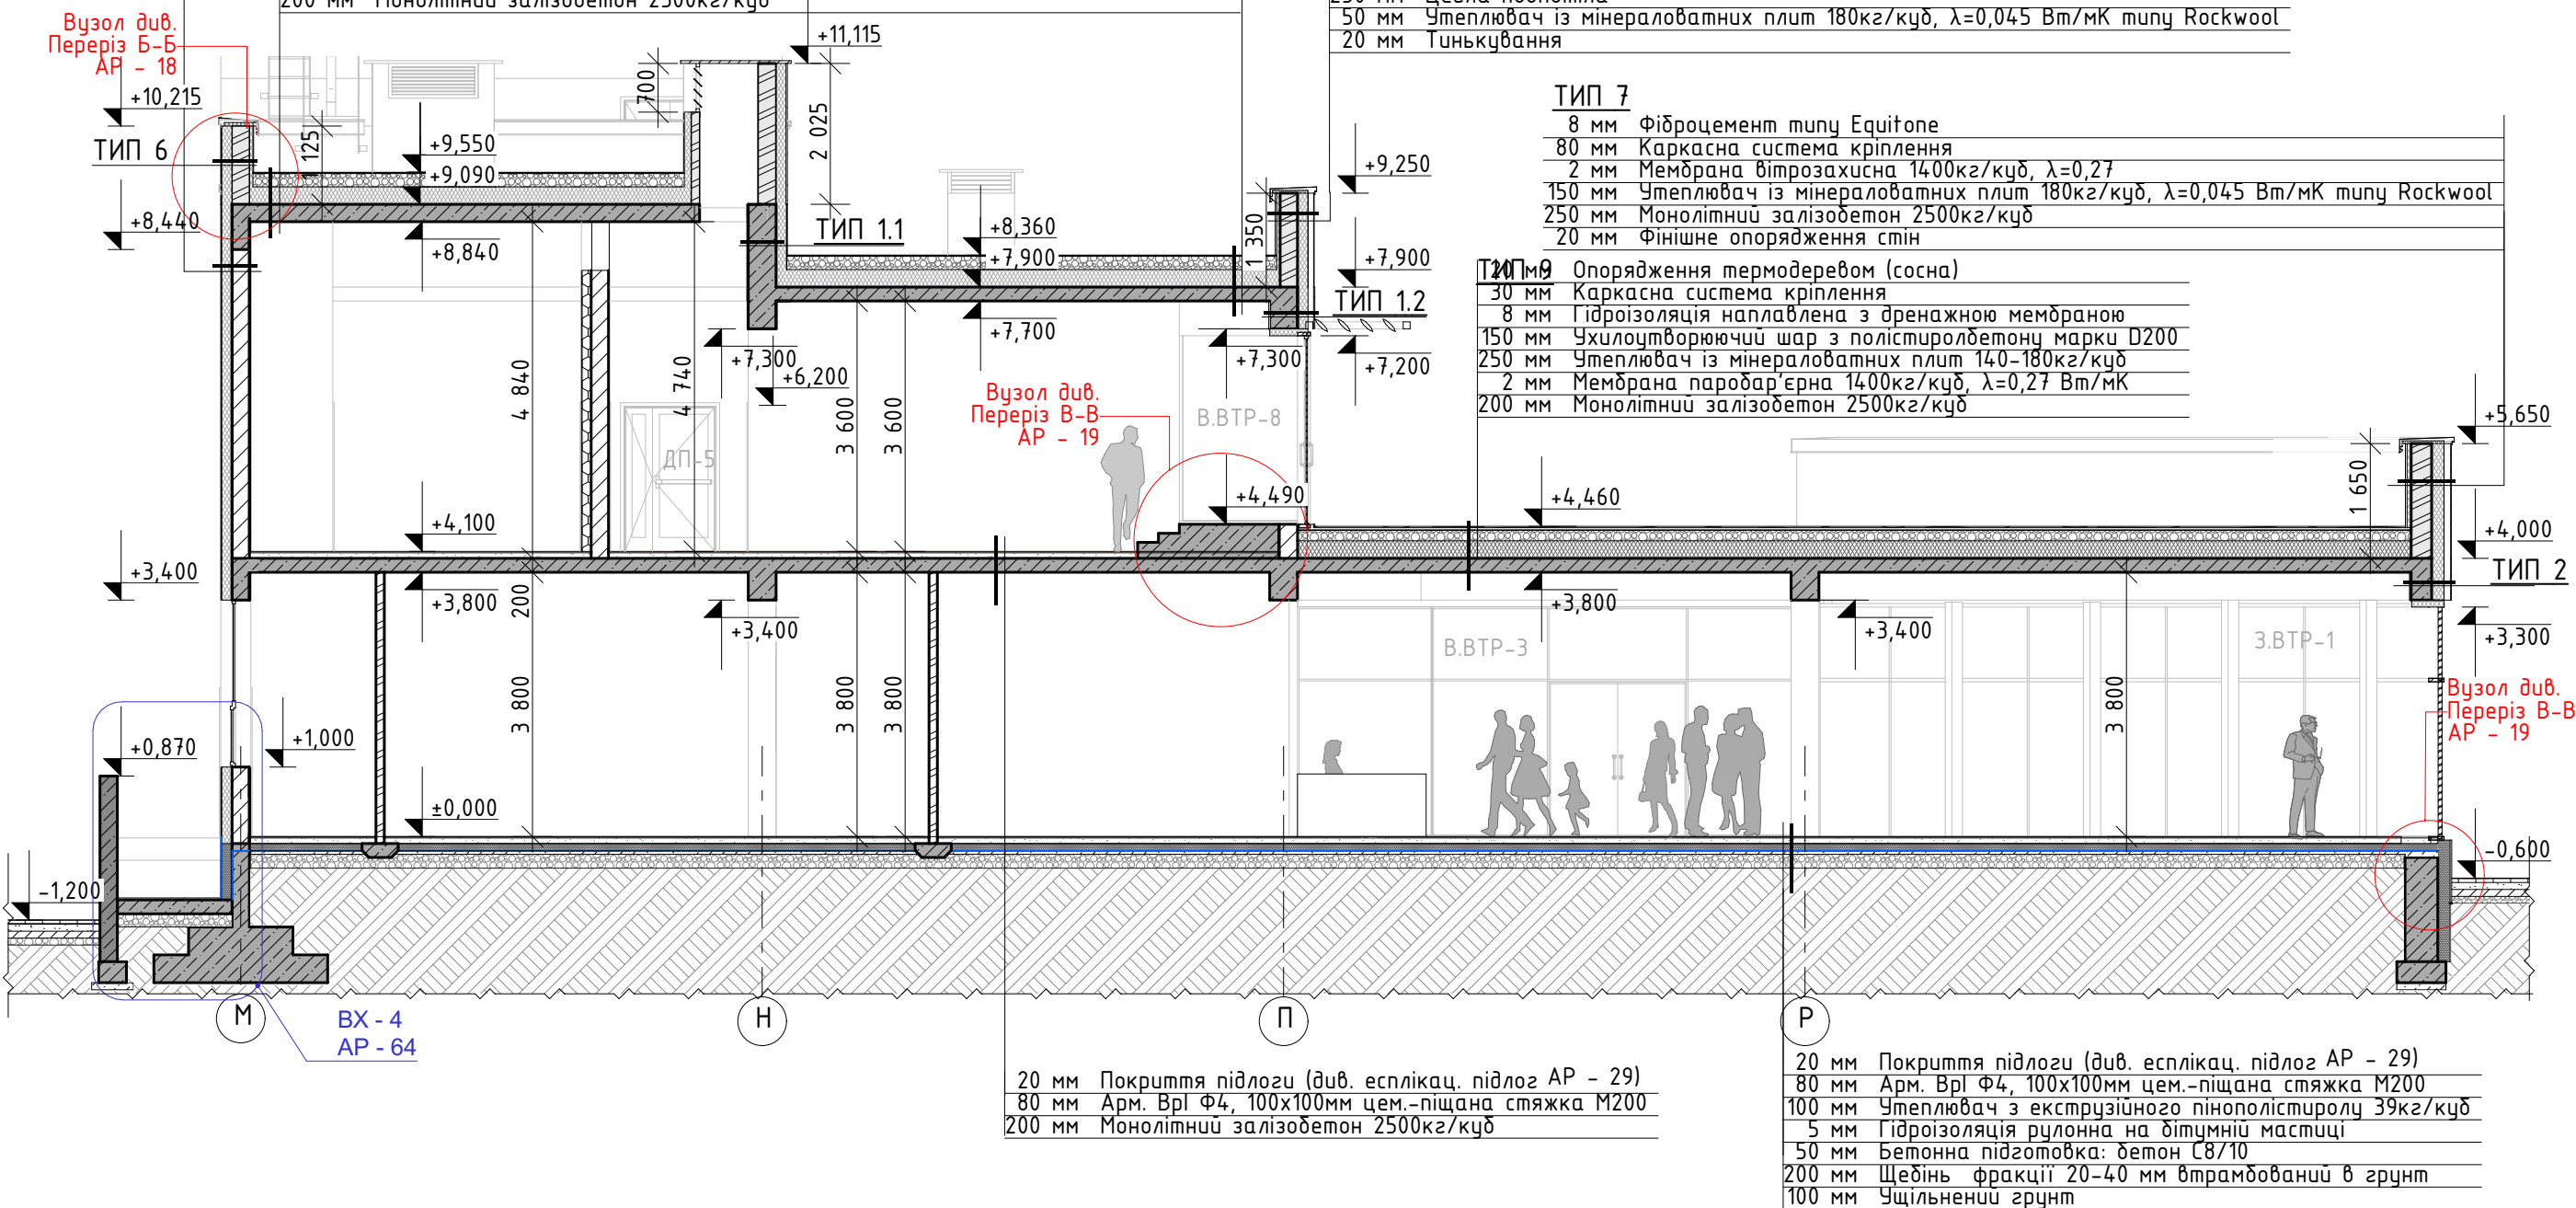 200 мм Монолітний залізобетон 2500кг/куб
50 мм Утеплювач із мінераловатних плит 180кг/куб, λ=0,045 Вт/мК типу Rockwool
20 мм Тинькування
Вузол див.
Переріз Б-Б
АР - 18
+11,115
+10,215
700
ТИП 6
1 125
+9,550
+9,090
2 025
ТИП 7
8 мм Фіброцемент типу Equitone
80 мм Каркасна система кріплення
2 мм Мембрана вітрозахисна 1400кг/куб, λ=0,27
150 мм Утеплювач із мінераловатних плит 180кг/куб, λ=0,045 Вт/мК типу Rockwool
250 мм Монолітний залізобетон 2500кг/куб
20 мм Фінішне опорядження стін
+9,250
+8,440
+8,840
ТИП 1.1
+8,360
+7,900
1 350
+7,900
ТИП 1.2
+7,700
ТИП 9
20 мм Опорядження термодеревом (сосна)
30 мм Каркасна система кріплення
8 мм Гідроізоляція наплавлена з дренажною мембраною
150 мм Ухилоутворюючий шар з полістиролбетону марки D200
250 мм Утеплювач із мінераловатних плит 140-180кг/куб
2 мм Мембрана паробар'єрна 1400кг/куб, λ=0,27 Вт/мК
200 мм Монолітний залізобетон 2500кг/куб
+7,300
+6,200
+7,300
+7,200
4 840
4 740
3 600
3 600
Вузол див.
Переріз В-В
АР - 19
В.ВТР-8
ДП-5
+5,650
1 650
+4,490
+4,460
+4,100
+4,000
+3,400
+3,800
200
+3,400
+3,800
+3,400
ТИП 2
+3,300
В.ВТР-3
З.ВТР-1
Вузол див.
Переріз В-В
АР - 19
3 800
3 800
3 800
3 800
+0,870
+1,000
±0,000
-1,200
-0,600
М
Н
П
Р
ВХ - 4
АР - 64
20 мм Покриття підлоги (див. есплікац. підлог АР - 29)
80 мм Арм. ВрІ Ф4, 100х100мм цем.-піщана стяжка М200
200 мм Монолітний залізобетон 2500кг/куб
20 мм Покриття підлоги (див. есплікац. підлог АР - 29)
80 мм Арм. ВрІ Ф4, 100х100мм цем.-піщана стяжка М200
100 мм Утеплювач з екструзійного пінополістиролу 39кг/куб
5 мм Гідроізоляція рулонна на бітумній мастиці
50 мм Бетонна підготовка: бетон С8/10
200 мм Щебінь фракції 20-40 мм втрамбований в грунт
100 мм Ущільнений грунт